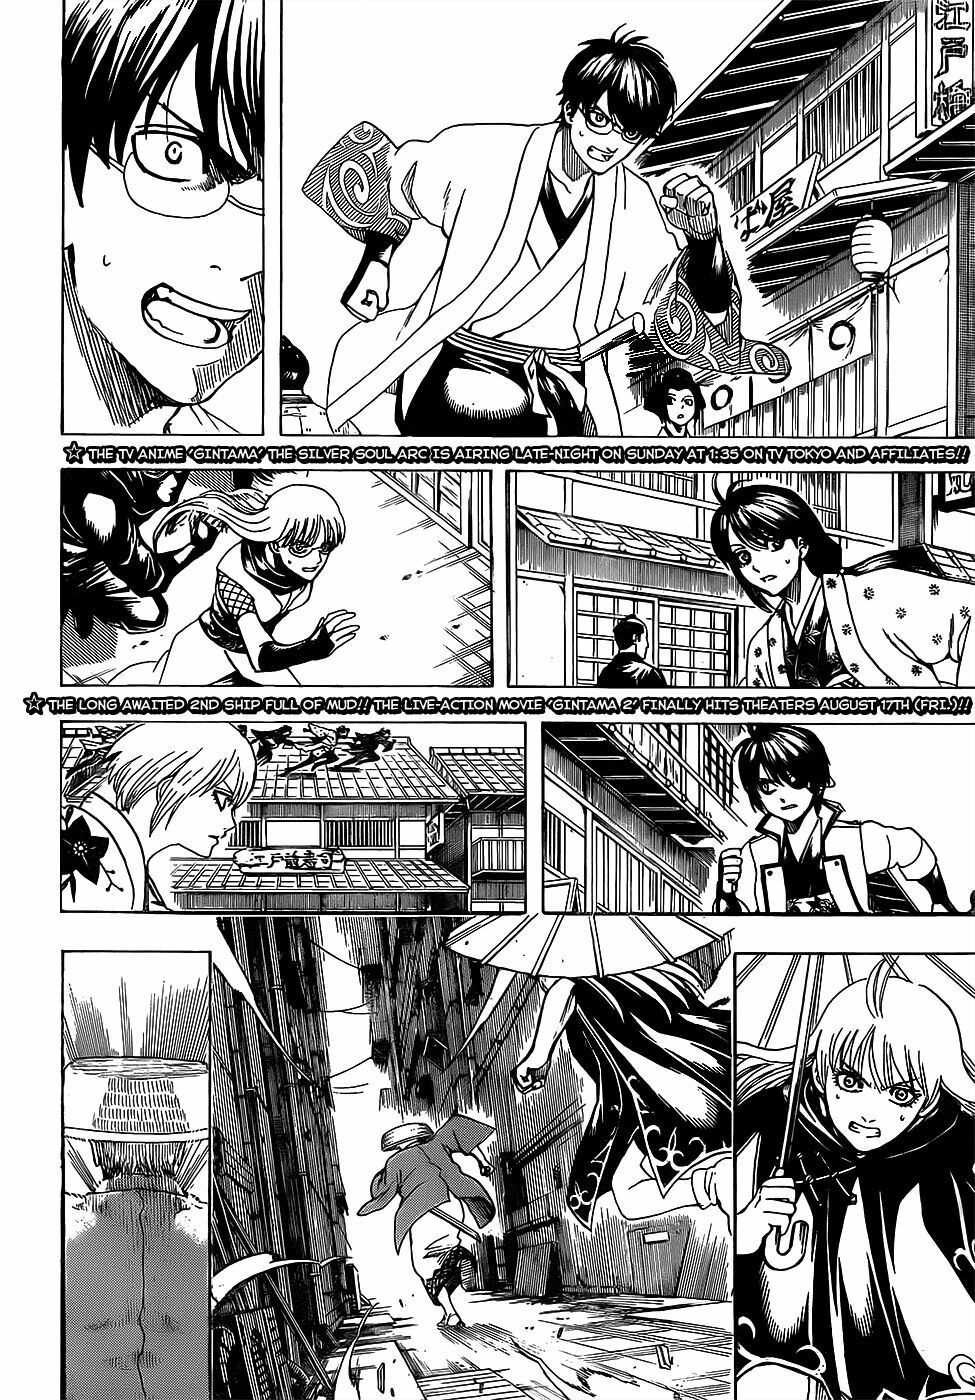 江戸橋
ば屋
☆ THE TV ANIME 'GINTAMA' THE SILVER SOUL ARC IS AIRING LATE-NIGHT ON SUNDAY AT 1:35 ON TV TOKYO AND AFFILIATES!!
☆ THE LONG AWAITED 2ND SHIP FULL OF MUD!! THE LIVE-ACTION MOVIE 'GINTAMA 2' FINALLY HITS THEATERS AUGUST 17TH (FRI.)!!